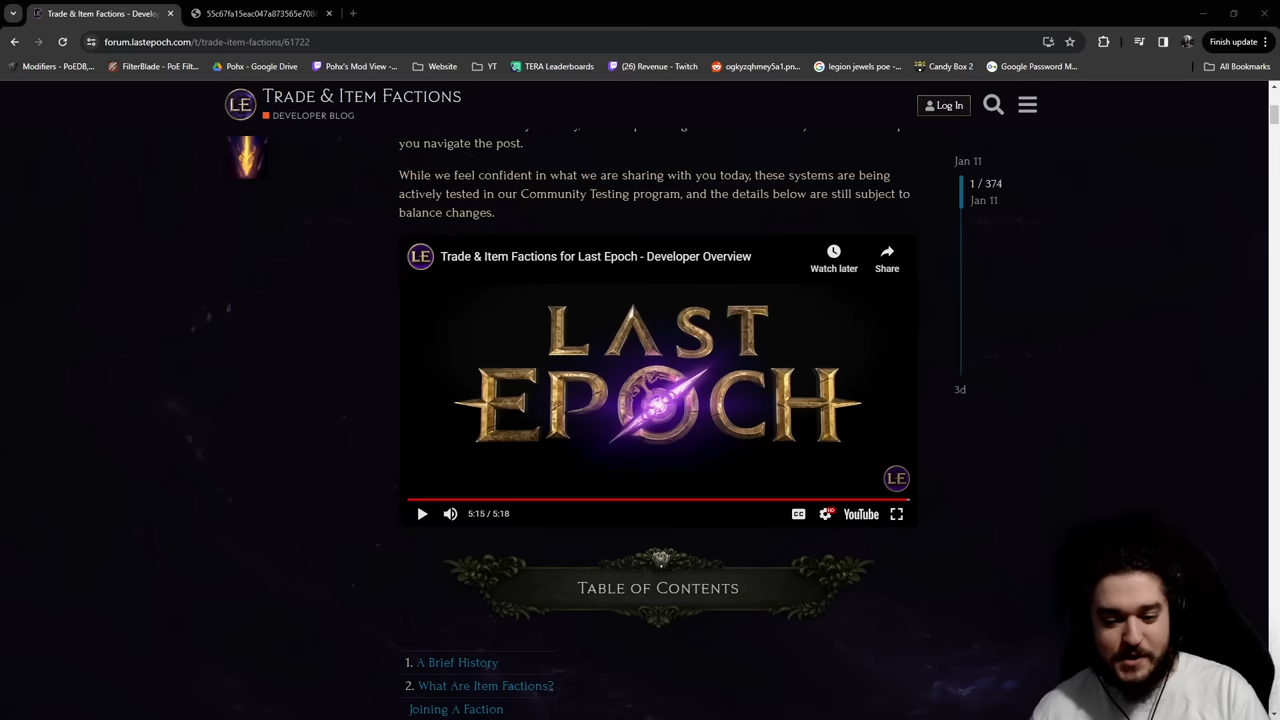 Trade & Item Factions - Develo
55c67fa15eac047a873565e708
forum.lastepoch.com/t/trade-item-factions/61722
Finish update
Modifiers - PoEDB,...
FilterBlade - PoE Filt...
Pohx - Google Drive
Pohx's Mod View -...
Website
YT
TERA Leaderboards
(26) Revenue - Twitch
ogkyzqhmey5a1.pn...
legion jewels poe -...
Candy Box 2
Google Password M...
All Bookmarks
LE
Trade & Item Factions
DEVELOPER BLOG
Log In
you navigate the post.
While we feel confident in what we are sharing with you today, these systems are being
actively tested in our Community Testing program, and the details below are still subject to
balance changes.
Jan 11
1 / 374
Jan 11
3d
LE
Trade & Item Factions for Last Epoch - Developer Overview
Watch later
Share
LAST
EPOCH
LE
5:15 / 5:18
CC
HD
YouTube
Table of Contents
1. A Brief History
2. What Are Item Factions?
Joining A Faction